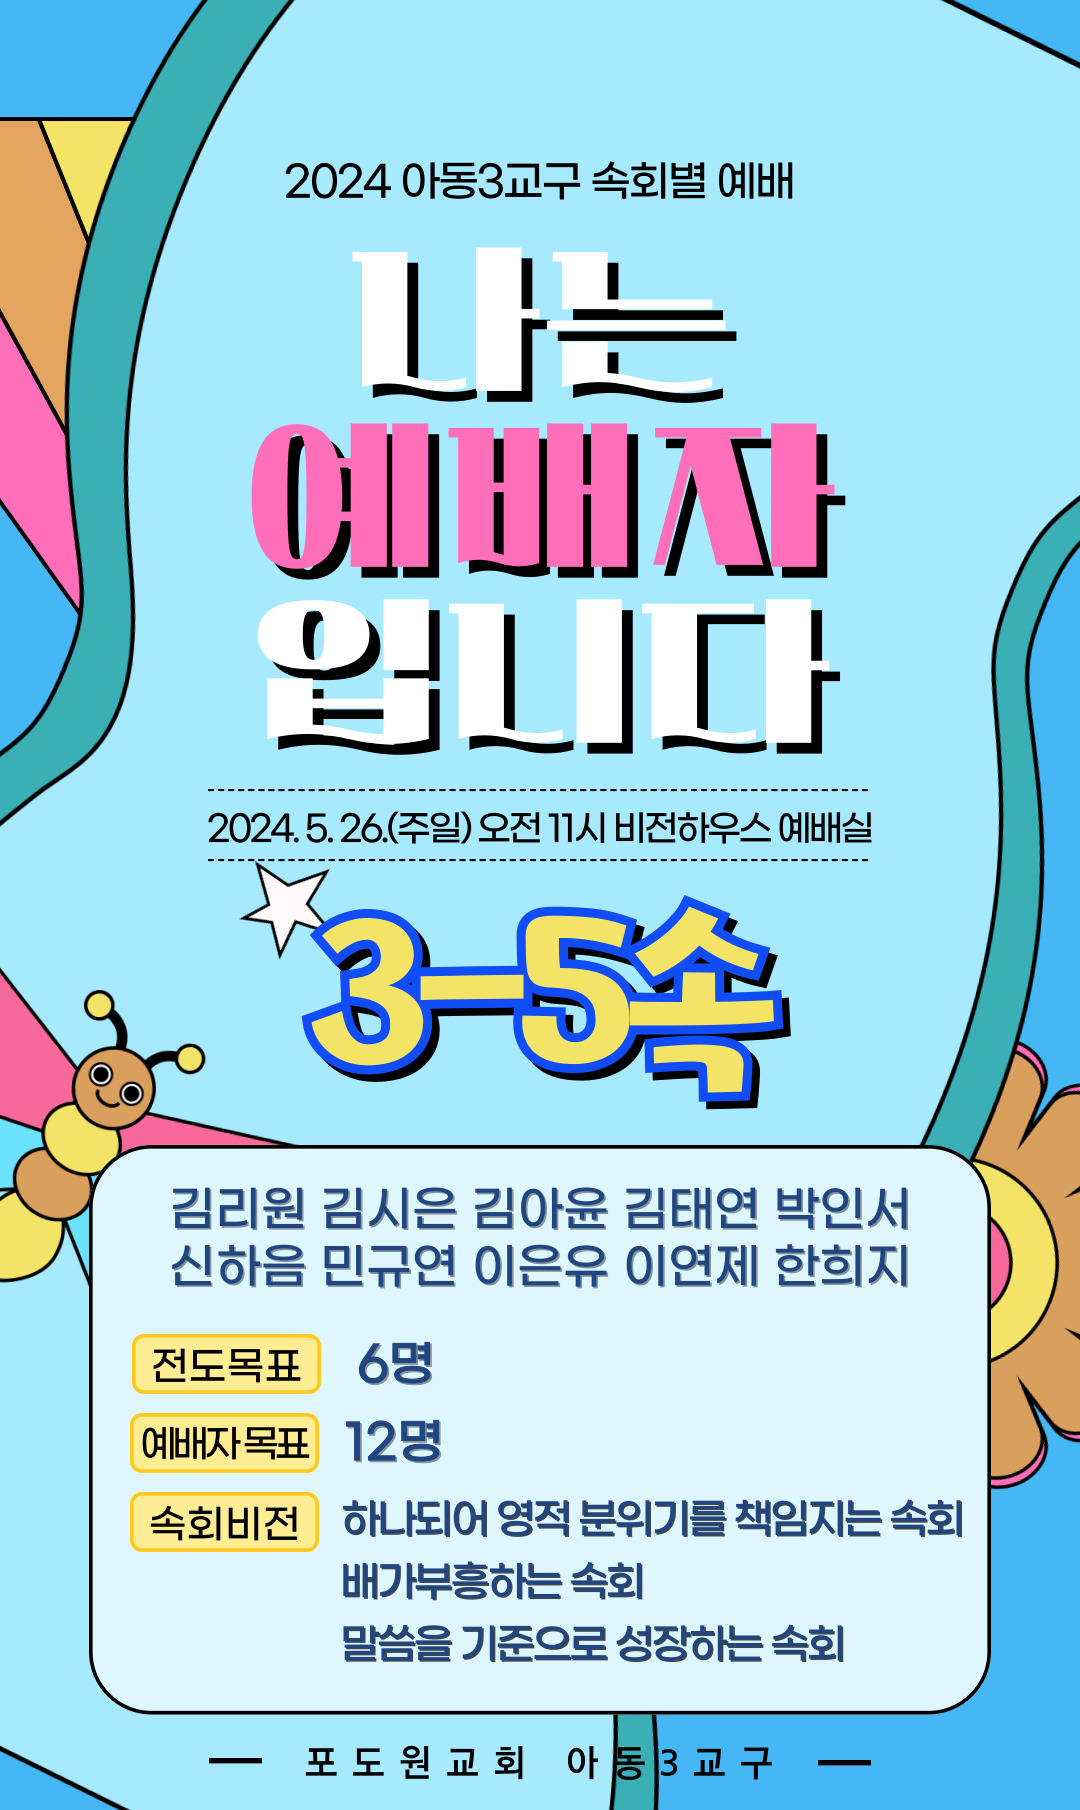 2024 아동3교구 속회별 예배
나는
예배자
입니다
2024. 5. 26.(주일) 오전 11시 비전하우스 예배실
3-5속
김리원 김시은 김아윤 김태연 박인서
신하음 민규연 이은유 이연제 한희지
전도목표 6명
예배자목표 12명
속회비전 하나되어 영적 분위기를 책임지는 속회
배가부흥하는 속회
말씀을 기준으로 성장하는 속회
포도원교회 아동3교구